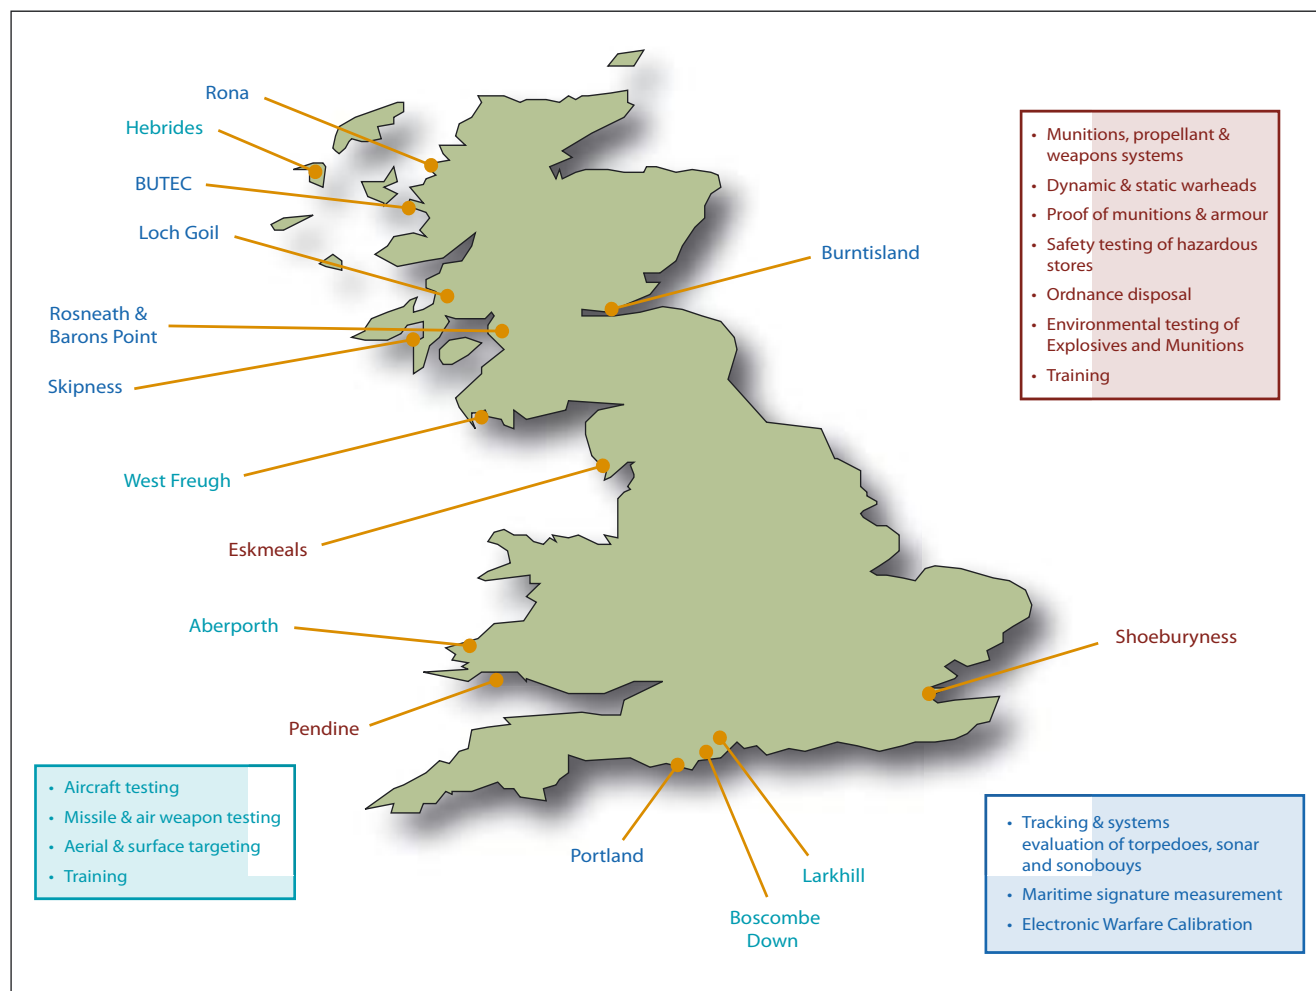 Rona
Hebrides
BUTEC
Loch Goil
Rosneath &
Barons Point
Skipness
West Freugh
Eskmeals
Aberporth
Pendine
Burntisland
• Munitions, propellant &
weapons systems
• Dynamic & static warheads
• Proof of munitions & armour
• Safety testing of hazardous
stores
• Ordnance disposal
• Environmental testing of
Explosives and Munitions
• Training
Shoeburyness
• Aircraft testing
• Missile & air weapon testing
• Aerial & surface targeting
• Training
Portland
Larkhill
Boscombe
Down
• Tracking & systems
evaluation of torpedoes, sonar
and sonobouys
• Maritime signature measurement
• Electronic Warfare Calibration